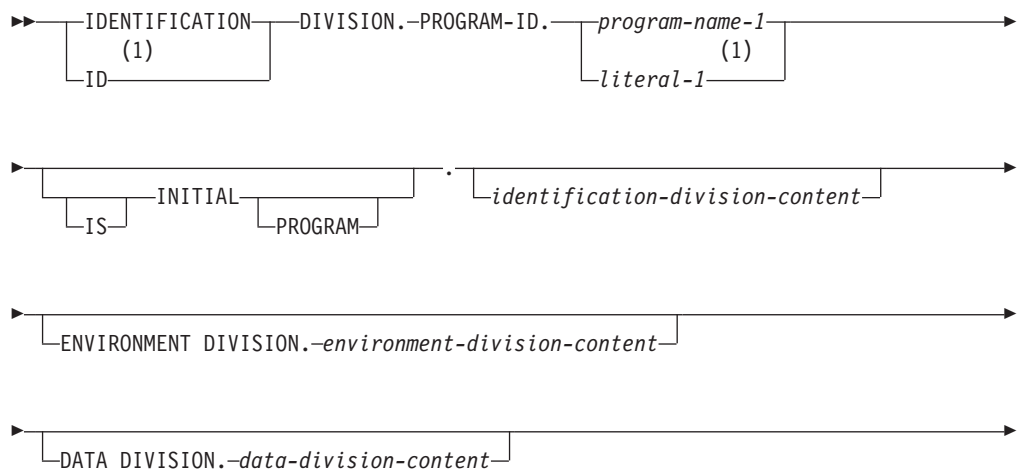 IDENTIFICATION DIVISION. PROGRAM-ID. program-name-1
(1) (1)
ID literal-1
. identification-division-content
INITIAL
IS PROGRAM
ENVIRONMENT DIVISION. environment-division-content
DATA DIVISION. data-division-content